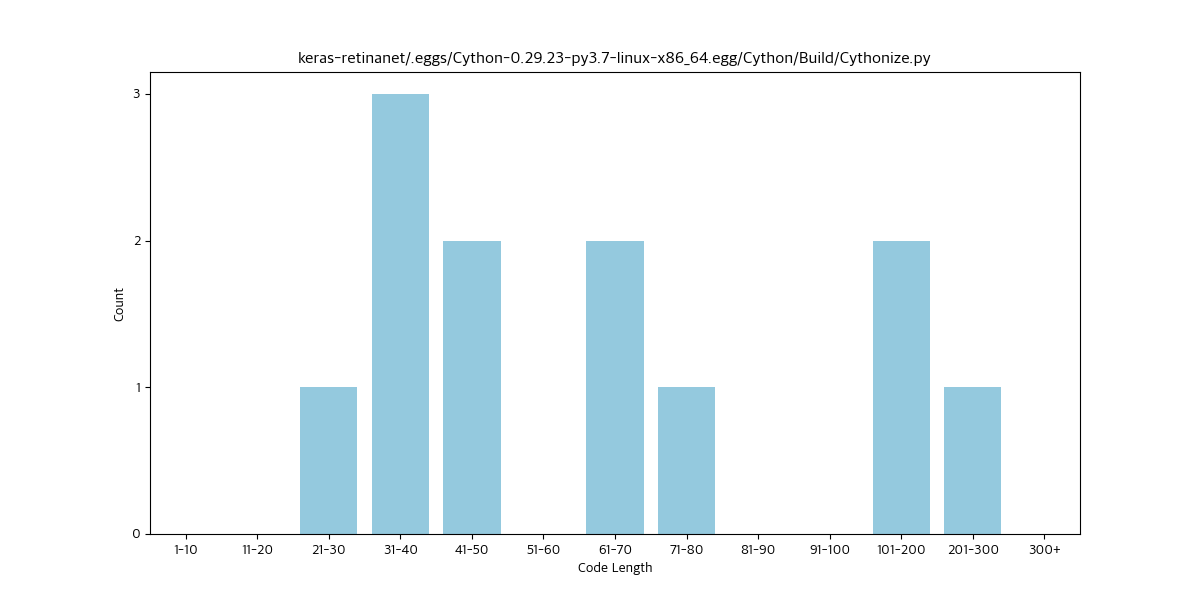 keras-retinanet/.eggs/Cython-0.29.23-py3.7-linux-x86_64.egg/Cython/Build/Cythonize.py
3
2
1
0
Count
1-10 11-20 21-30 31-40 41-50 51-60 61-70 71-80 81-90 91-100 101-200 201-300 300+
Code Length